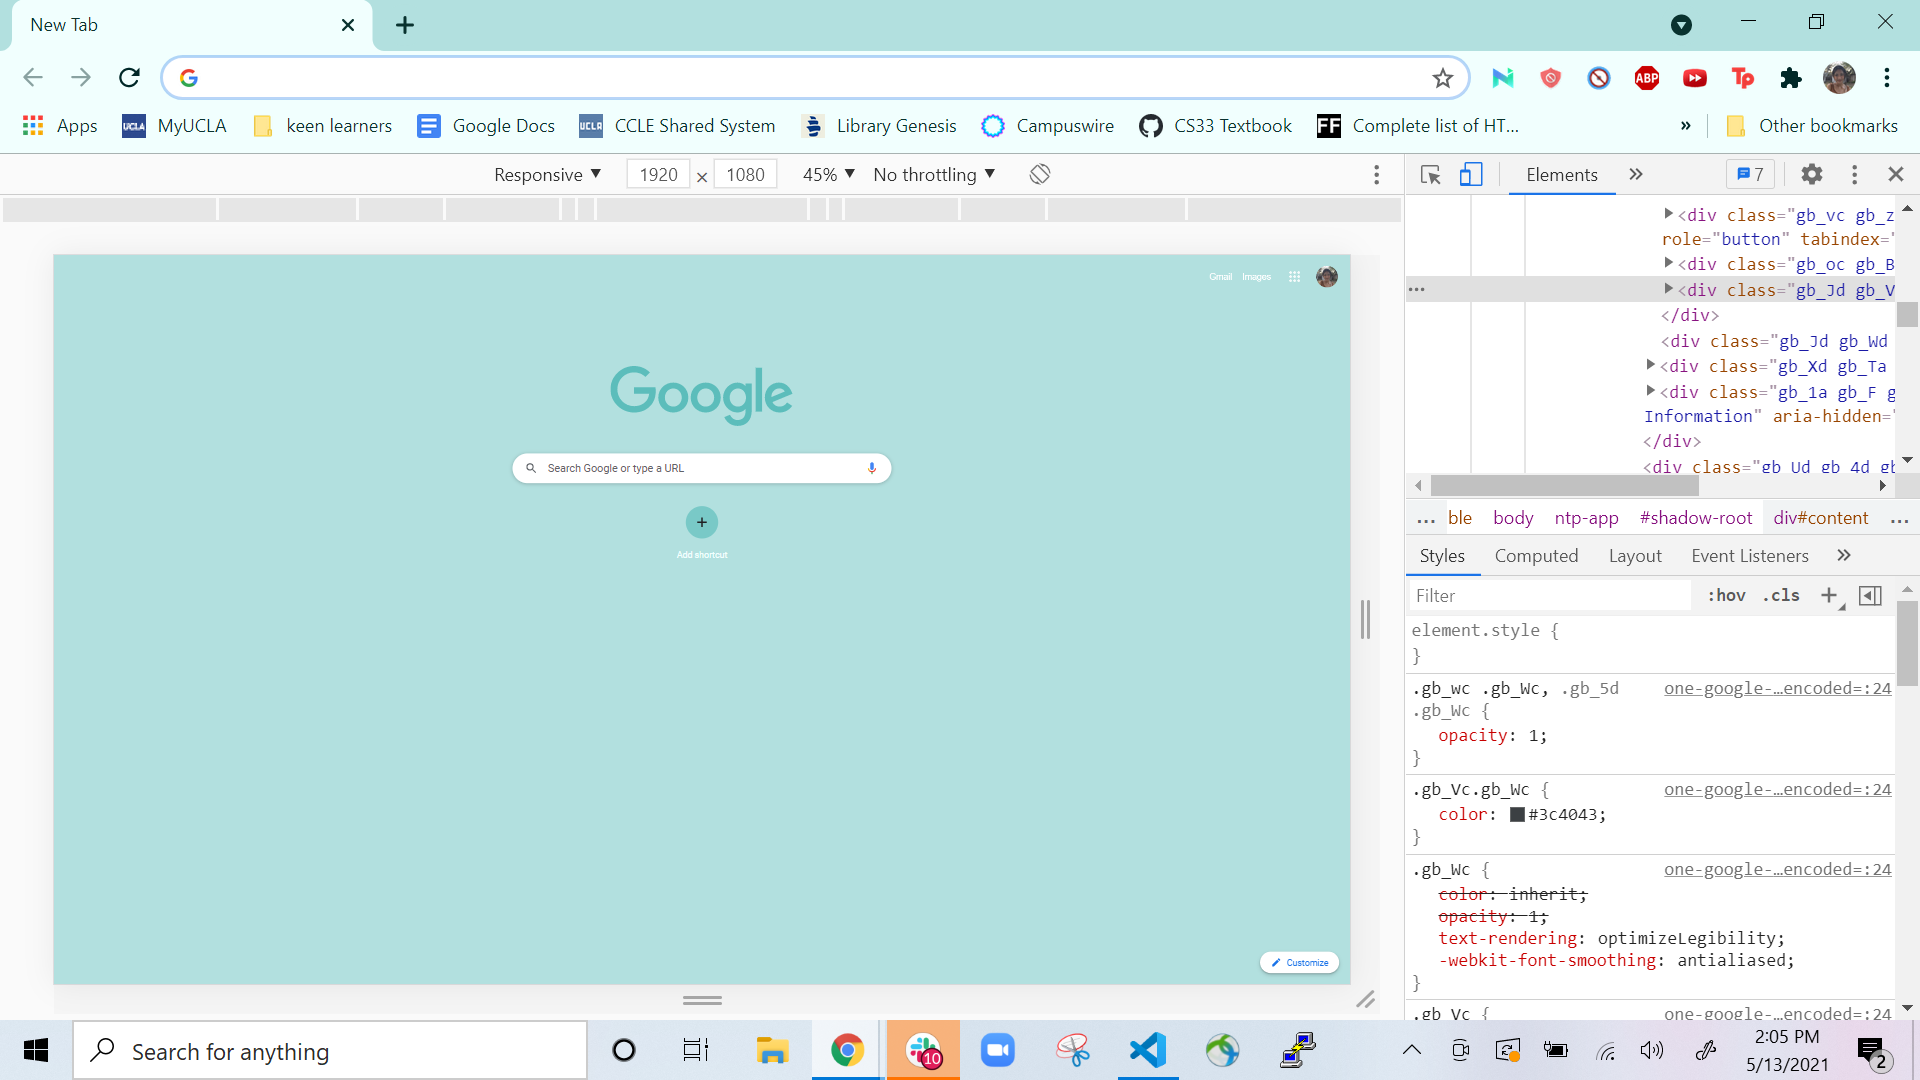 New Tab
Apps MyUCLA keen learners Google Docs CCLE Shared System Library Genesis Campuswire CS33 Textbook Complete list of HT... » Other bookmarks
UCLA UCLA FF ABP Tp
Responsive ▼ 1920 × 1080 45% ▼ No throttling ▼
Elements » 7
<div class="gb_vc gb_z
role="button" tabindex="
<div class="gb_oc gb_B
... <div class="gb_Jd gb_V
</div>
<div class="gb_Jd gb_Wd
<div class="gb_Xd gb_Ta
<div class="gb_1a gb_F g
Information" aria-hidden="
</div>
<div class="gb_Ud gb_4d gb
... ble body ntp-app #shadow-root div#content ...
Styles Computed Layout Event Listeners »
Filter :hov .cls +
element.style {
}
.gb_wc .gb_Wc, .gb_5d one-google-…encoded=:24
.gb_Wc {
opacity: 1;
}
.gb_Vc.gb_Wc { one-google-…encoded=:24
color: #3c4043;
}
.gb_Wc { one-google-…encoded=:24
color: inherit;
opacity: 1;
text-rendering: optimizeLegibility;
-webkit-font-smoothing: antialiased;
}
.gb_Vc { one-google-…encoded=:24
Gmail Images
Google
Search Google or type a URL
Add shortcut
Customize
Search for anything
10
2:05 PM
5/13/2021
2